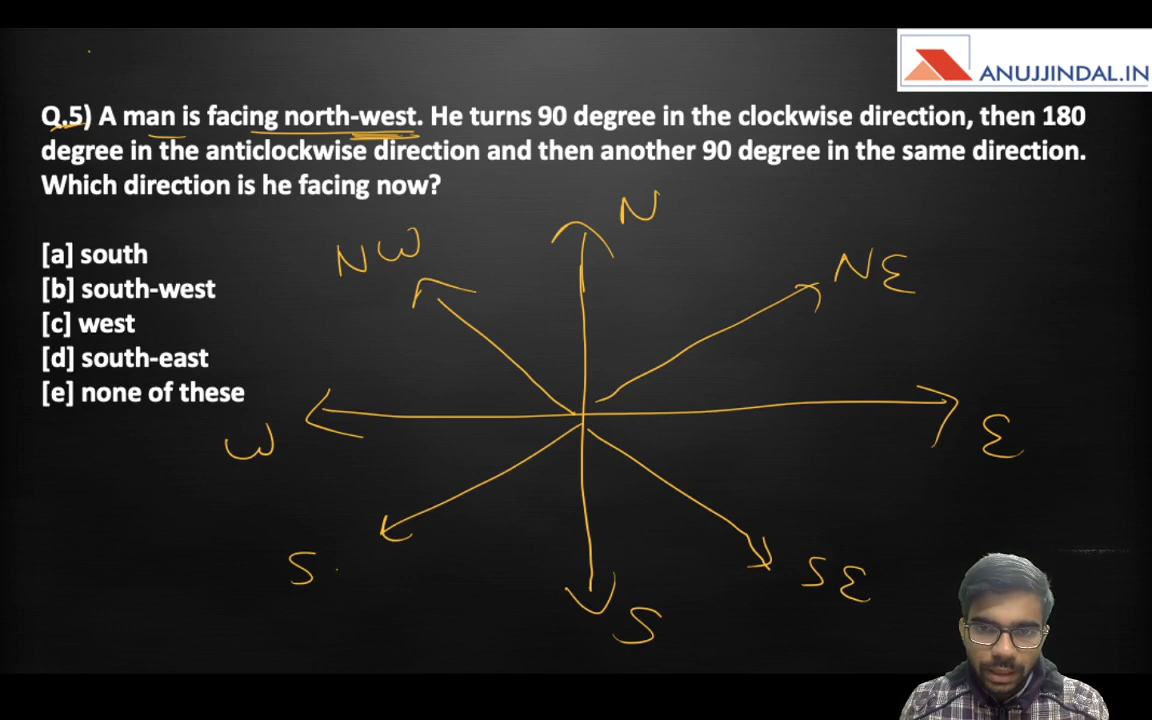 ANUJJINDAL.IN
Q.5) A man is facing north-west. He turns 90 degree in the clockwise direction, then 180
degree in the anticlockwise direction and then another 90 degree in the same direction.
Which direction is he facing now?
[a] south
[b] south-west
[c] west
[d] south-east
[e] none of these
N
NW
NE
W
E
S
SE
S